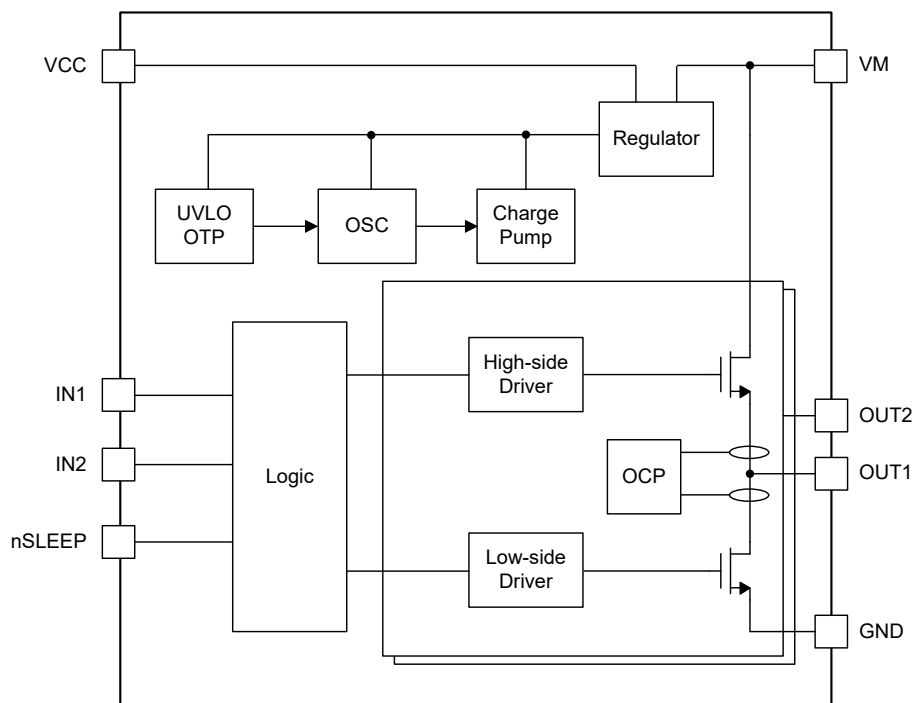 VCC
VM
Regulator
UVLO
OTP
OSC
Charge
Pump
High-side
Driver
IN1
OUT2
IN2
Logic
OCP
OUT1
nSLEEP
Low-side
Driver
GND